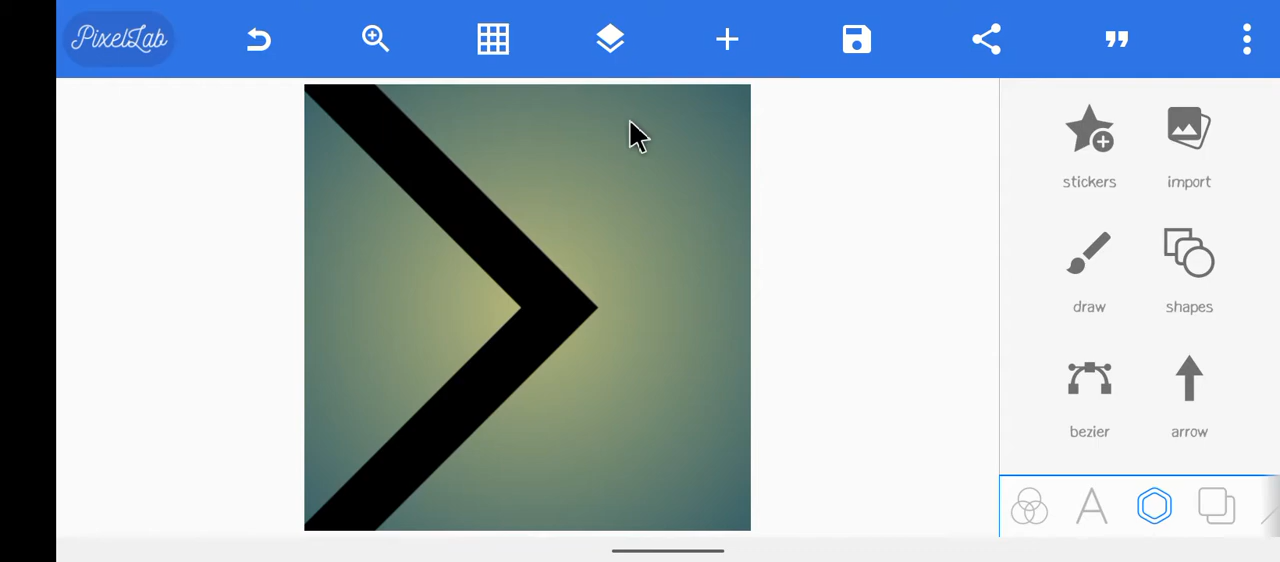 PixelLab
stickers
import
draw
shapes
bezier
arrow